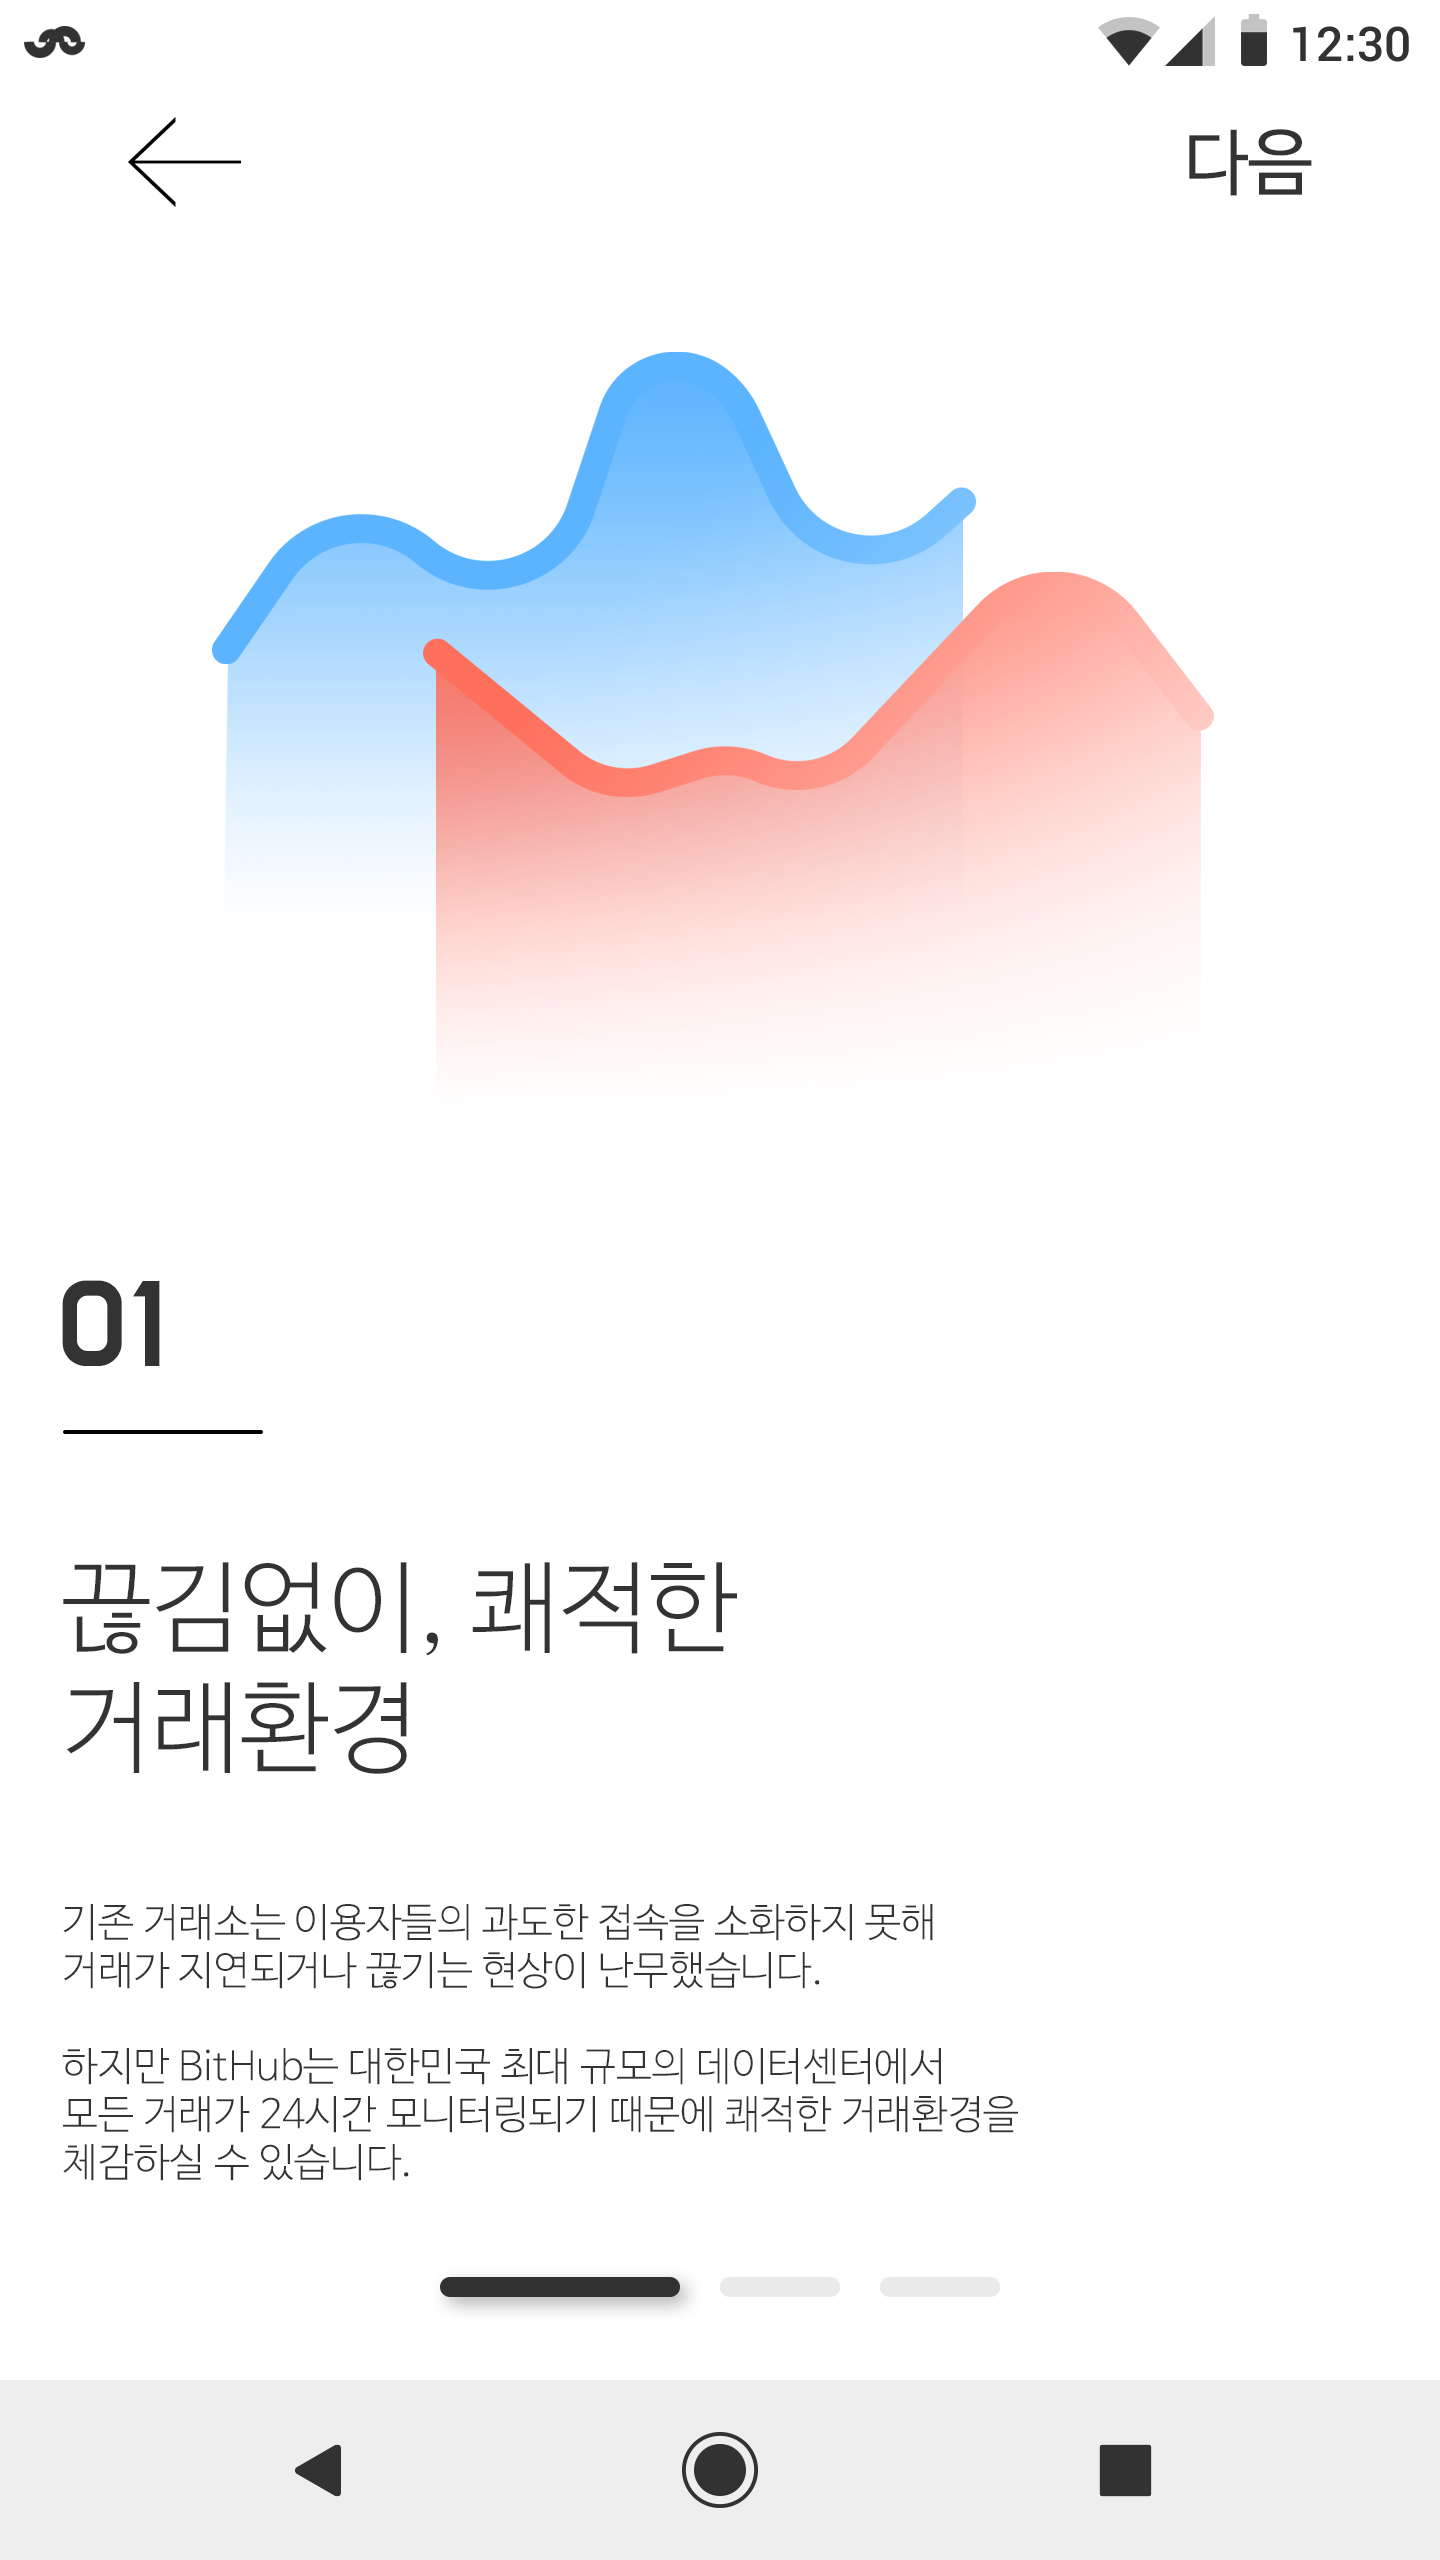 12:30
다음
01
끊김없이, 쾌적한
거래환경
기존 거래소는 이용자들의 과도한 접속을 소화하지 못해
거래가 지연되거나 끊기는 현상이 난무했습니다.
하지만 BitHub는 대한민국 최대 규모의 데이터센터에서
모든 거래가 24시간 모니터링되기 때문에 쾌적한 거래환경을
체감하실 수 있습니다.